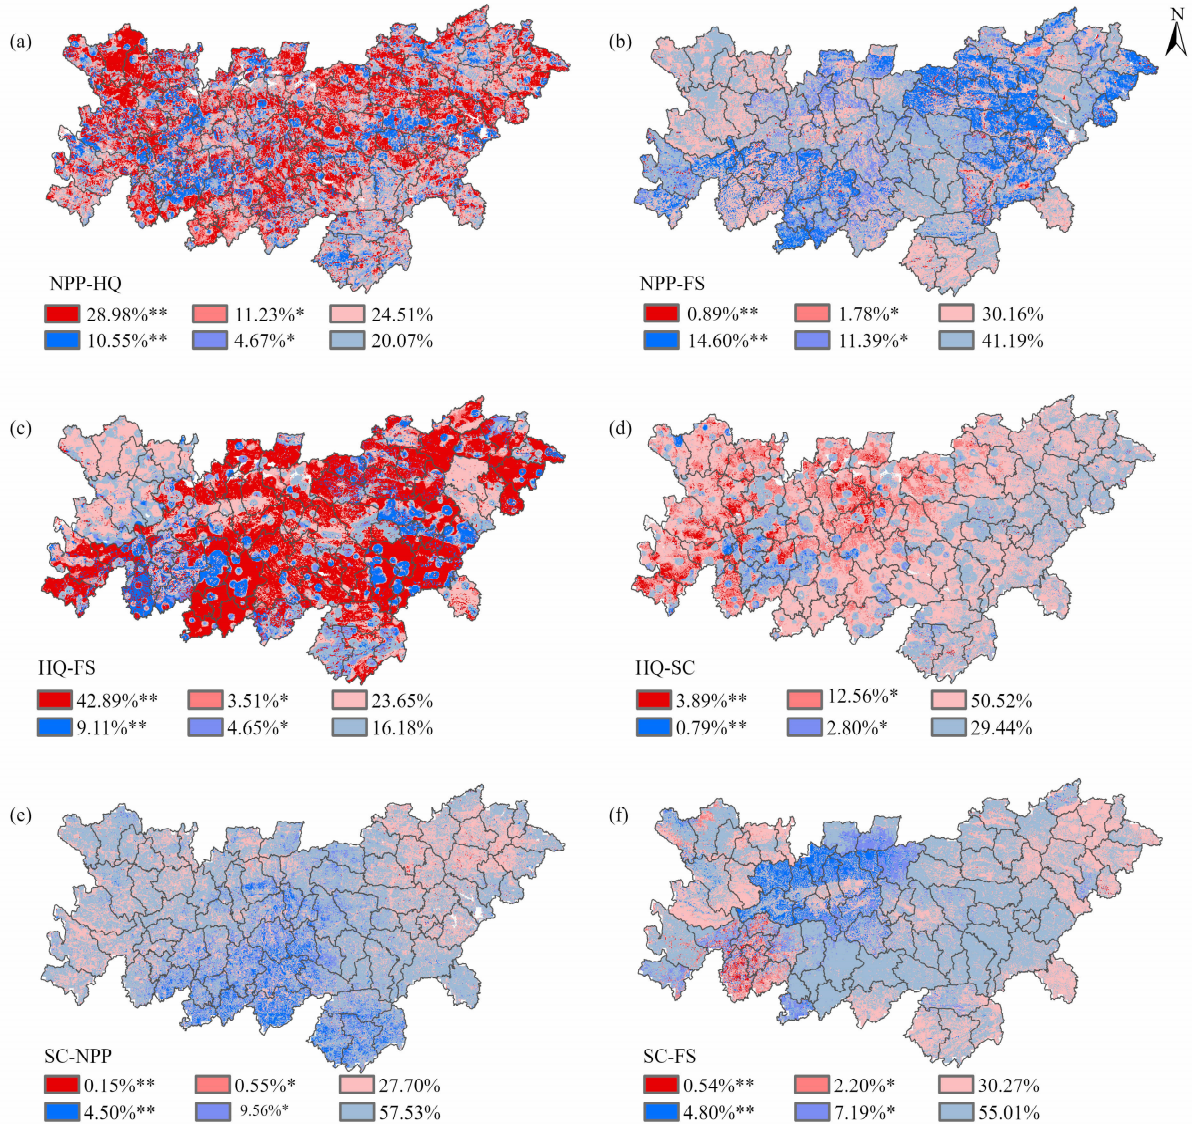 N
(a)
(b)
NPP-HQ
28.98%**
11.23%*
24.51%
10.55%**
4.67%*
20.07%
NPP-FS
0.89%**
1.78%*
30.16%
14.60%**
11.39%*
41.19%
(c)
(d)
HQ-FS
42.89%**
3.51%*
23.65%
9.11%**
4.65%*
16.18%
HQ-SC
3.89%**
12.56%*
50.52%
0.79%**
2.80%*
29.44%
(e)
(f)
SC-NPP
0.15%**
0.55%*
27.70%
4.50%**
9.56%*
57.53%
SC-FS
0.54%**
2.20%*
30.27%
4.80%**
7.19%*
55.01%